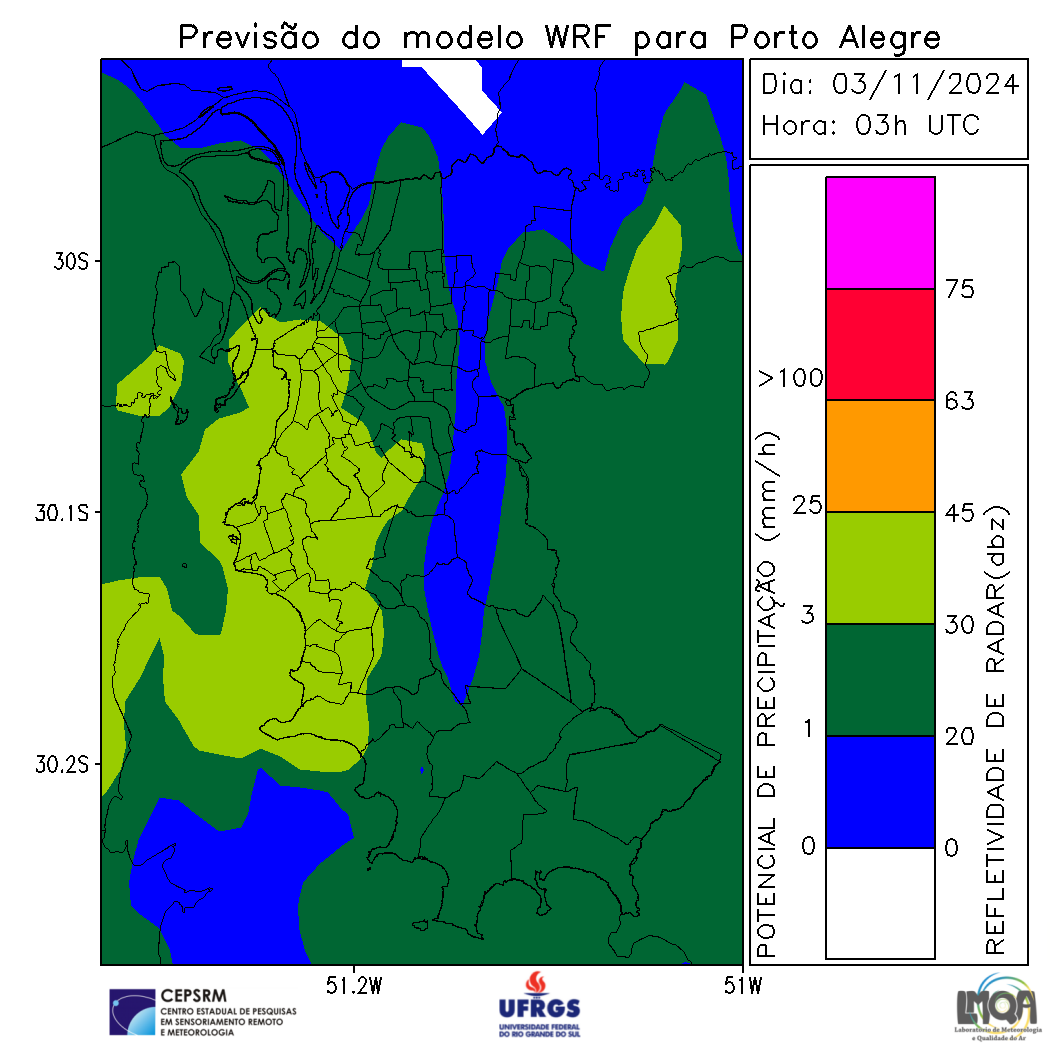 Previsão do modelo WRF para Porto Alegre
Dia: 03/11/2024
Hora: 03h UTC
30S
30.1S
30.2S
51.2W
51W
POTENCIAL DE PRECIPITAÇÃO (mm/h)
>100
25
3
1
0
75
63
45
30
20
0
REFLETIVIDADE DE RADAR(dbz)
CEPSRM
CENTRO ESTADUAL DE PESQUISAS
EM SENSORIAMENTO REMOTO
E METEOROLOGIA
UFRGS
UNIVERSIDADE FEDERAL
DO RIO GRANDE DO SUL
LMQA
Laboratório de Meteorologia
e Qualidade do Ar